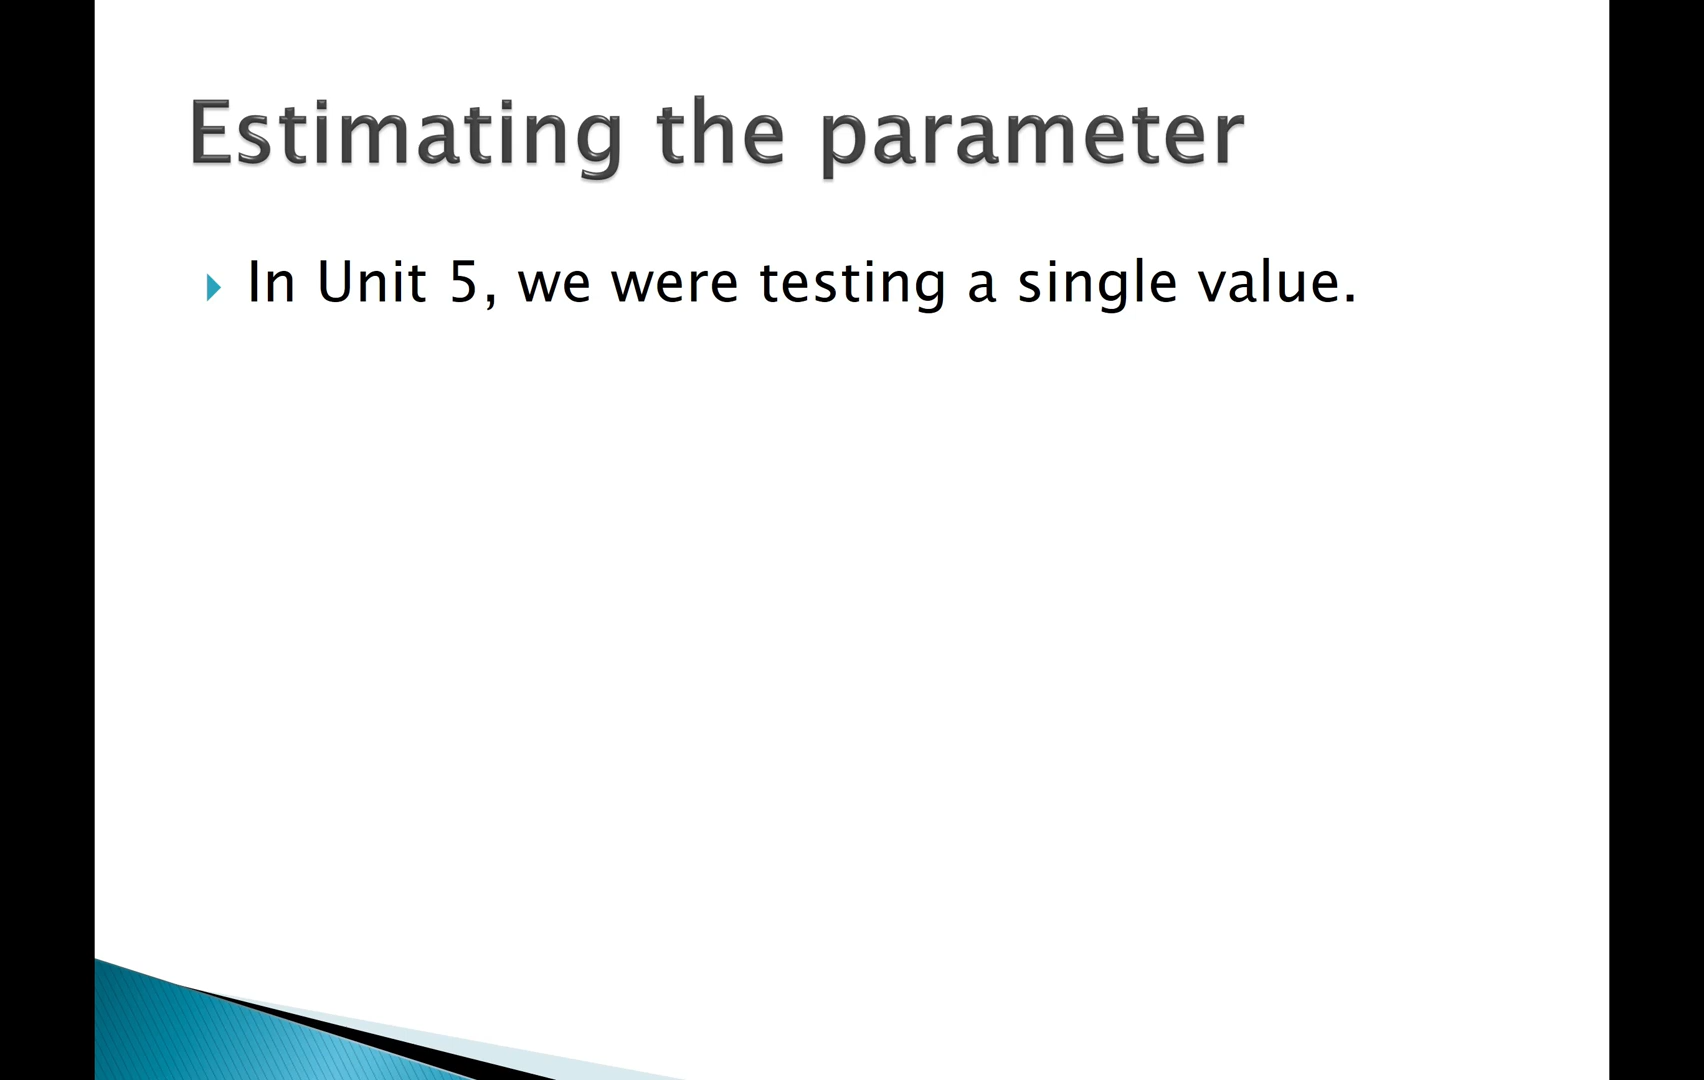 Estimating the parameter
In Unit 5, we were testing a single value.